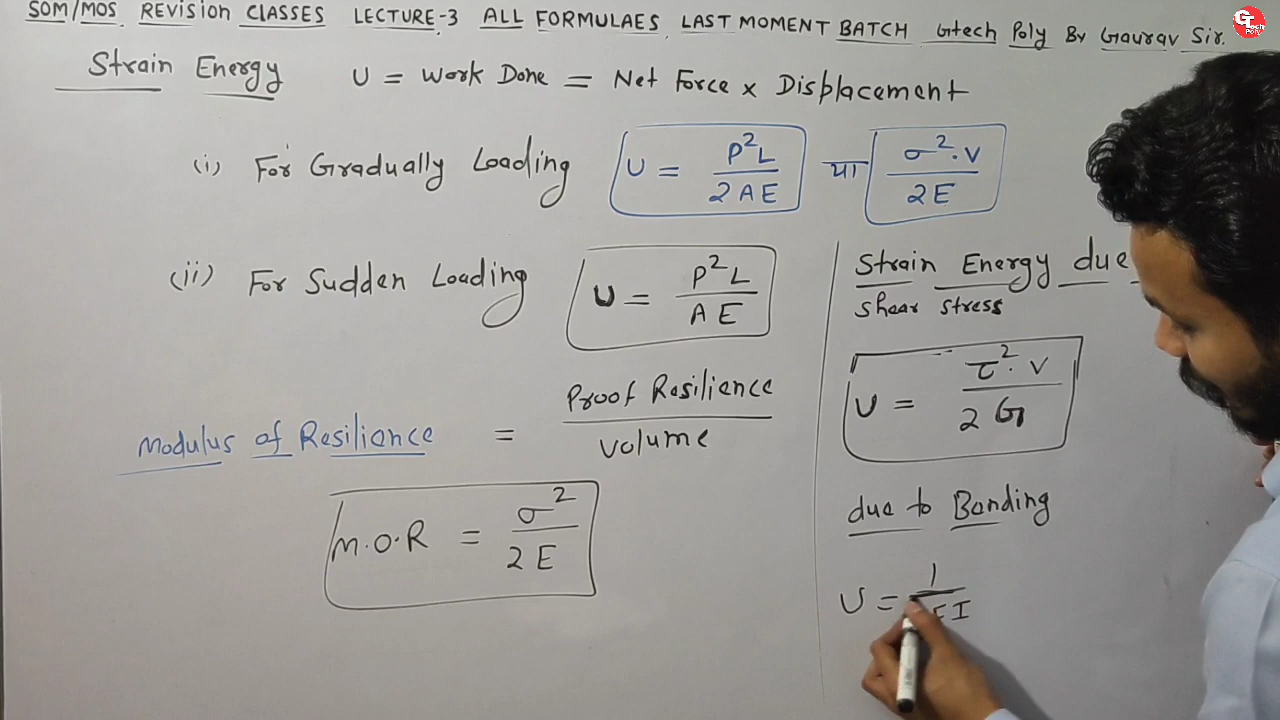 SOM/MOS REVISION CLASSES LECTURE-3 ALL FORMULAES LAST MOMENT BATCH Gtech Poly By Gaurav Sir.
Strain Energy U = Work Done = Net Force × Displacement
(i) For Gradually Loading U = P²L / 2AE या σ².V / 2E
(ii) For Sudden Loading U = P²L / AE
Modulus of Resilience = Proof Resilience / Volume
M.O.R = σ² / 2E
Strain Energy due
shear stress
U = τ².V / 2G
due to Banding
U = 1 / EI